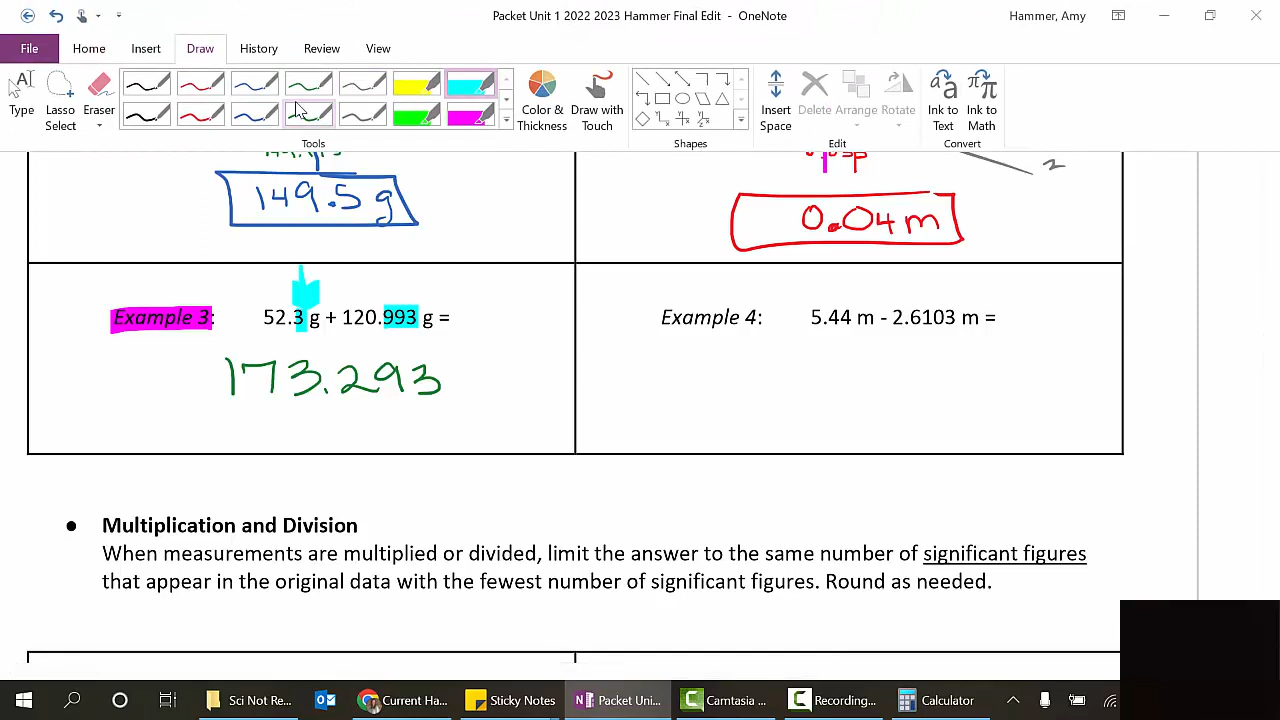 Packet Unit 1 2022 2023 Hammer Final Edit - OneNote
Hammer, Amy
File Home Insert Draw History Review View
Type
Lasso Select
Eraser
Color & Thickness
Draw with Touch
Insert Space
Delete
Arrange
Rotate
Ink to Text
Ink to Math
Tools
Shapes
Edit
Convert
149.5 g
2
0.04 m
Example 3: 52.3 g + 120.993 g =
173.293
Example 4: 5.44 m - 2.6103 m =
● Multiplication and Division
When measurements are multiplied or divided, limit the answer to the same number of significant figures
that appear in the original data with the fewest number of significant figures. Round as needed.
Sci Not Re...
Current Ha...
Sticky Notes
Packet Uni...
Camtasia ...
Recording...
Calculator